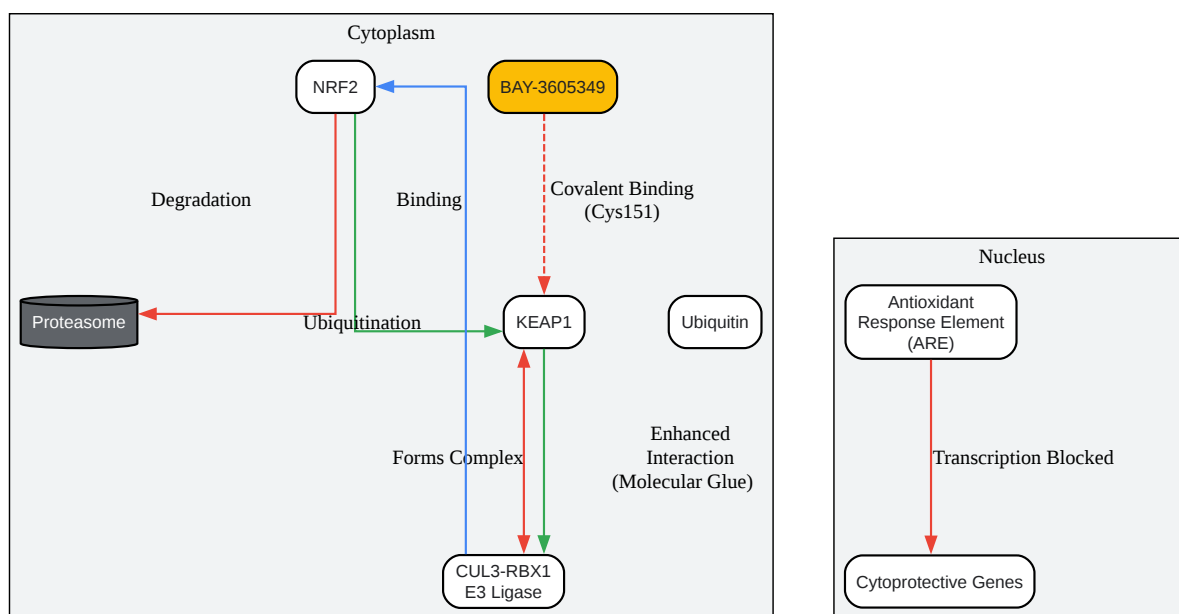 Cytoplasm
NRF2
BAY-3605349
Degradation
Binding
Covalent Binding
(Cys151)
Proteasome
Ubiquitination
KEAP1
Ubiquitin
Forms Complex
Enhanced
Interaction
(Molecular Glue)
CUL3-RBX1
E3 Ligase
Nucleus
Antioxidant
Response Element
(ARE)
Transcription Blocked
Cytoprotective Genes